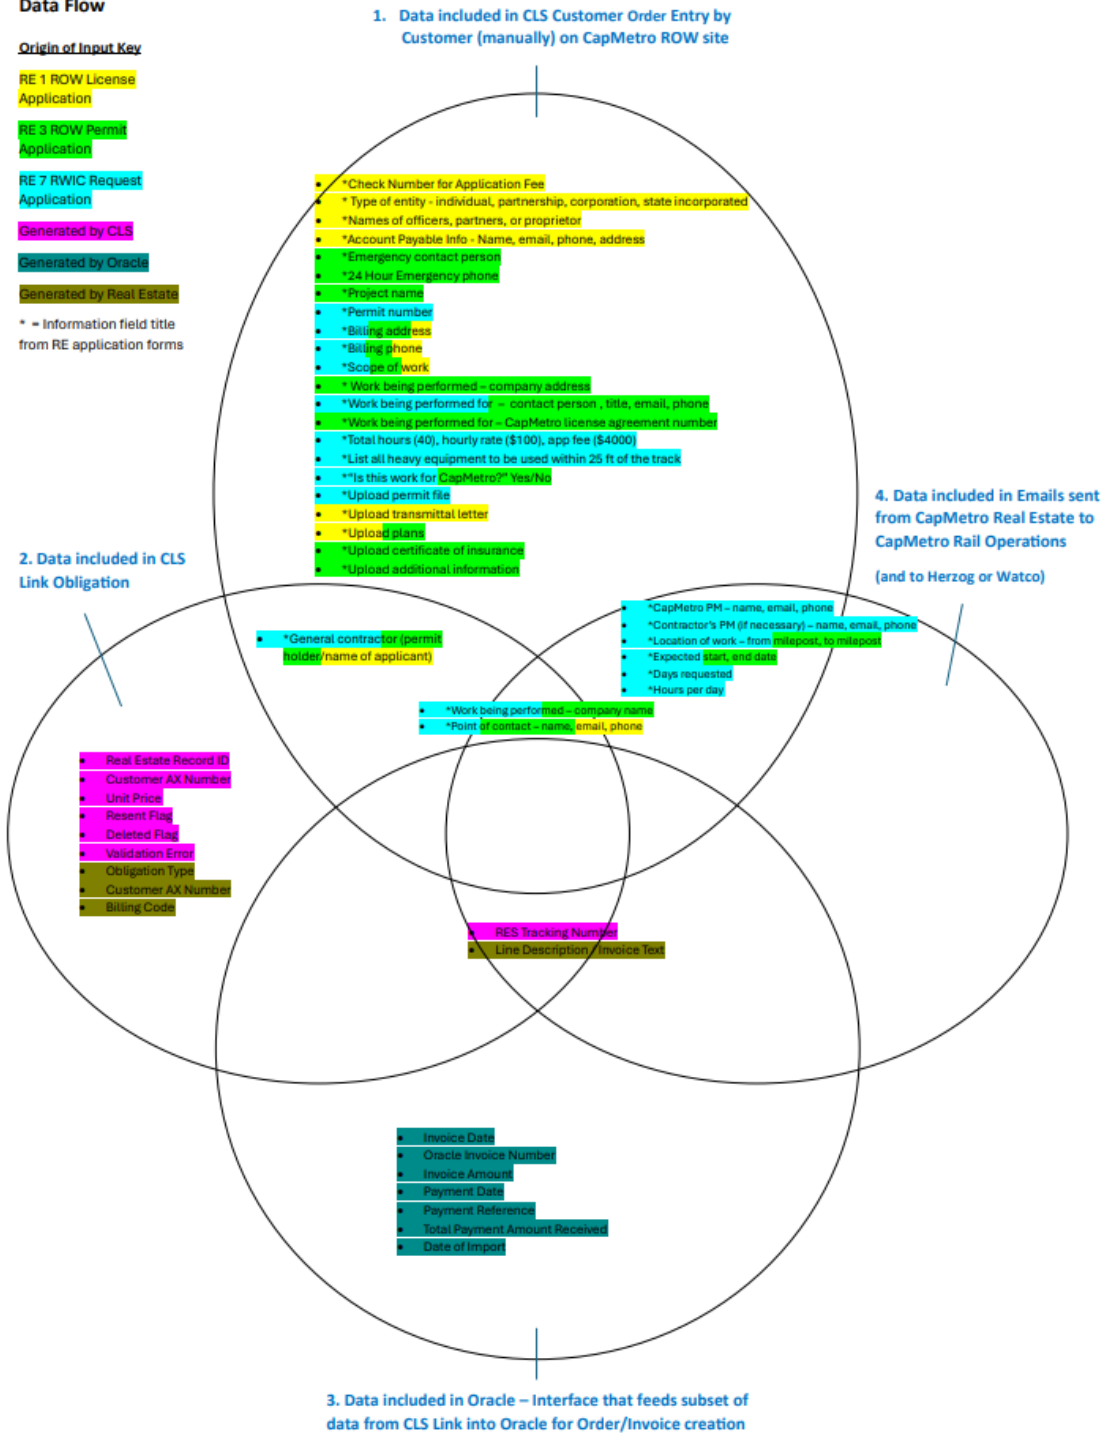 Data Flow
Origin of Input Key
RE 1 ROW License
Application
RE 3 ROW Permit
Application
RE 7 RWIC Request
Application
Generated by CLS
Generated by Oracle
Generated by Real Estate
* = Information field title
from RE application forms
1. Data included in CLS Customer Order Entry by
Customer (manually) on CapMetro ROW site
• *Check Number for Application Fee
• * Type of entity - individual, partnership, corporation, state incorporated
• *Names of officers, partners, or proprietor
• *Account Payable Info - Name, email, phone, address
• *Emergency contact person
• *24 Hour Emergency phone
• *Project name
• *Permit number
• *Billing address
• *Billing phone
• *Scope of work
• * Work being performed – company address
• *Work being performed for – contact person , title, email, phone
• *Work being performed for – CapMetro license agreement number
• *Total hours (40), hourly rate ($100), app fee ($4000)
• *List all heavy equipment to be used within 25 ft of the track
• *"Is this work for CapMetro?" Yes/No
• *Upload permit file
• *Upload transmittal letter
• *Upload plans
• *Upload certificate of insurance
• *Upload additional information
4. Data included in Emails sent
from CapMetro Real Estate to
CapMetro Rail Operations
(and to Herzog or Watco)
2. Data included in CLS
Link Obligation
• *CapMetro PM – name, email, phone
• *Contractor's PM (if necessary) – name, email, phone
• *Location of work – from milepost, to milepost
• *Expected start, end date
• *Days requested
• *Hours per day
• *General contractor (permit
holder/name of applicant)
• *Work being performed – company name
• *Point of contact – name, email, phone
• Real Estate Record ID
• Customer AX Number
• Unit Price
• Resent Flag
• Deleted Flag
• Validation Error
• Obligation Type
• Customer AX Number
• Billing Code
• RES Tracking Number
• Line Description / Invoice Text
• Invoice Date
• Oracle Invoice Number
• Invoice Amount
• Payment Date
• Payment Reference
• Total Payment Amount Received
• Date of Import
3. Data included in Oracle – Interface that feeds subset of
data from CLS Link into Oracle for Order/Invoice creation